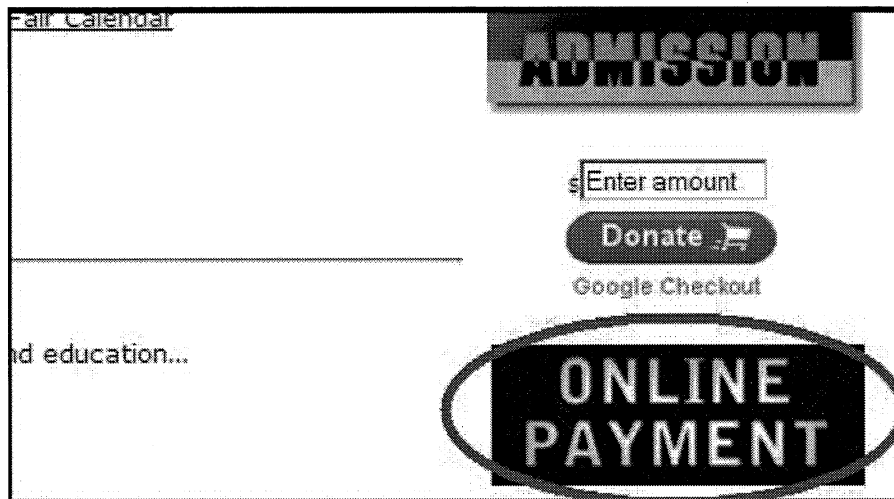 Fair Calendar
ADMISSION
$ Enter amount
Donate
Google Checkout
nd education...
ONLINE
PAYMENT